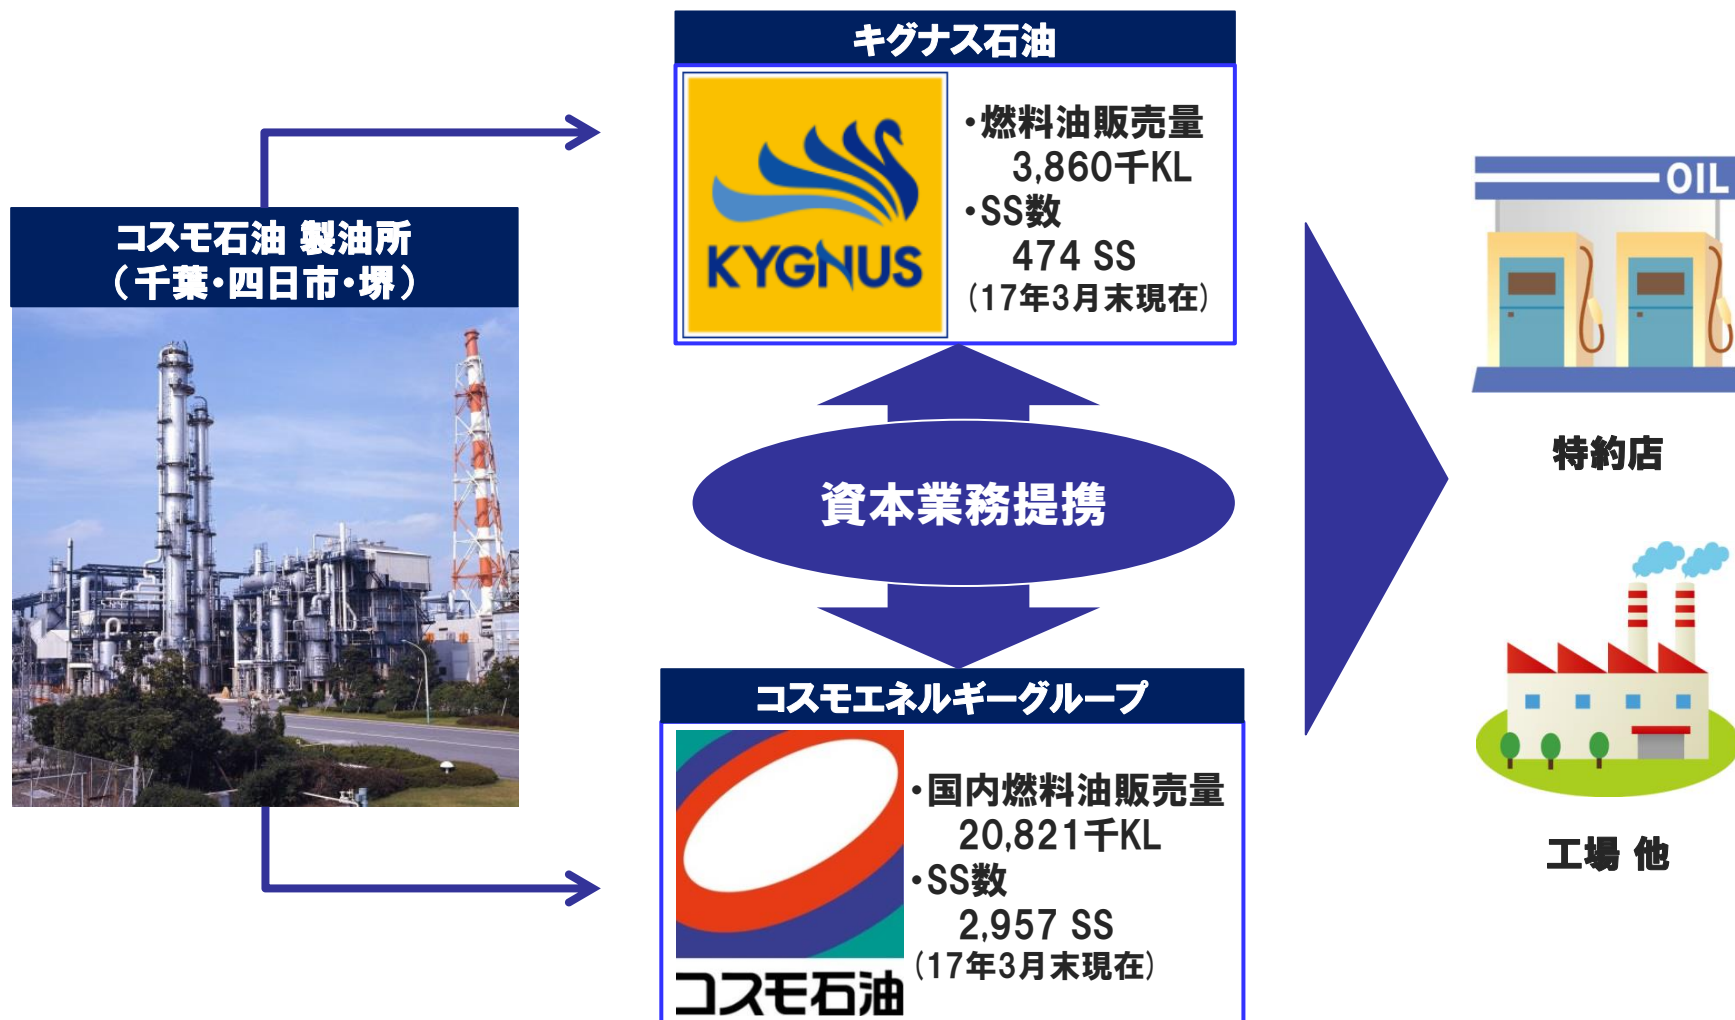 コスモ石油 製油所
（千葉・四日市・堺）
キグナス石油
KYGNUS
・燃料油販売量
3,860千KL
・SS数
474 SS
(17年3月末現在)
資本業務提携
コスモエネルギーグループ
コスモ石油
・国内燃料油販売量
20,821千KL
・SS数
2,957 SS
(17年3月末現在)
OIL
特約店
工場 他